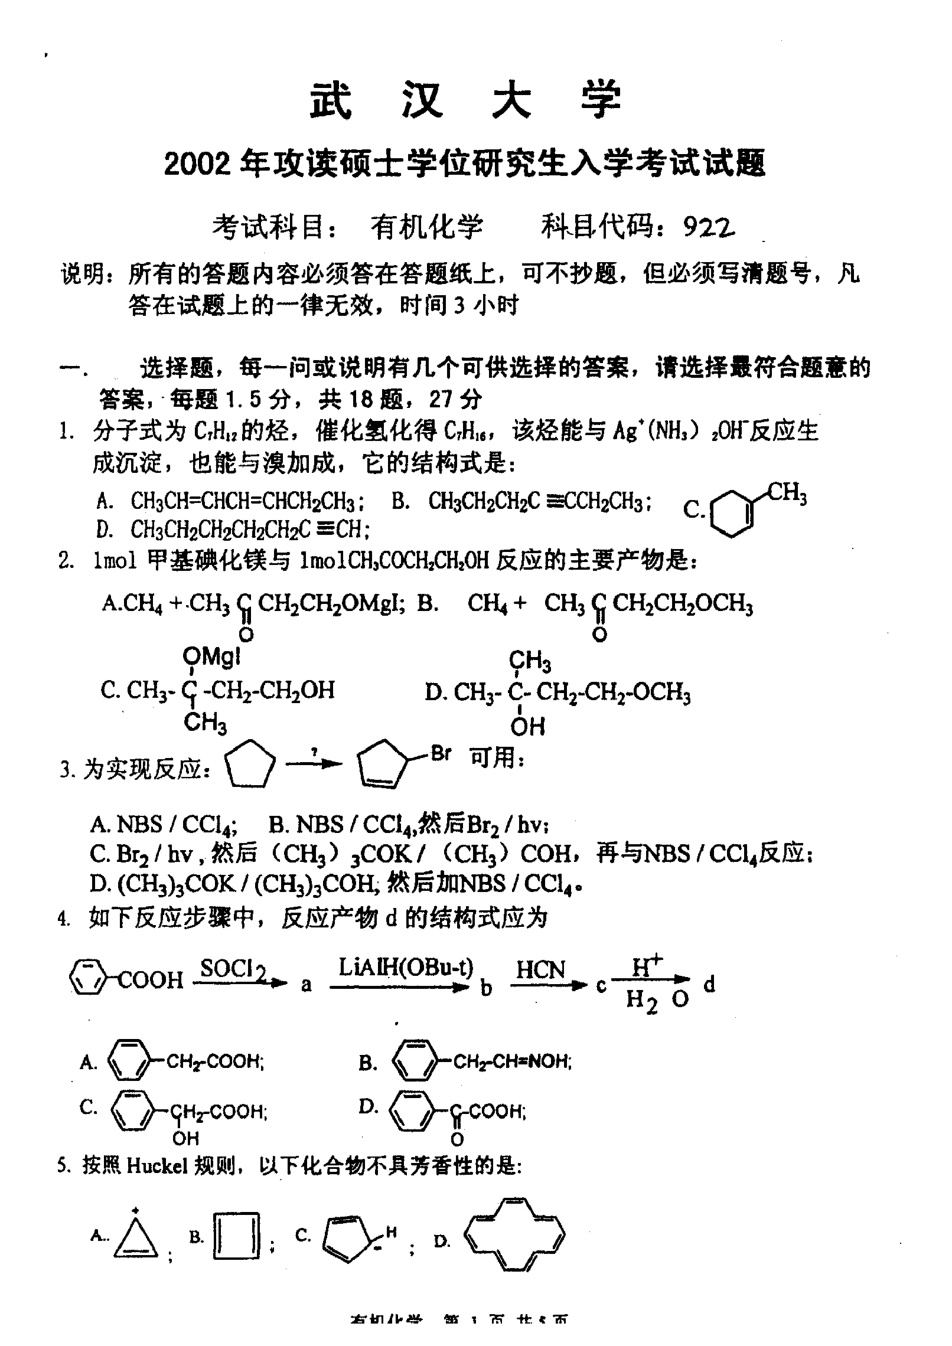 武 汉 大 学
2002 年攻读硕士学位研究生入学考试试题
考试科目： 有机化学 科目代码：922
说明：所有的答题内容必须答在答题纸上，可不抄题，但必须写清题号，凡
答在试题上的一律无效，时间 3 小时
一. 选择题，每一问或说明有几个可供选择的答案，请选择最符合题意的
答案，每题 1.5 分，共 18 题，27 分
1. 分子式为 C₇H₁₂的烃，催化氢化得 C₇H₁₆，该烃能与 Ag⁺(NH₃）₂OH⁻反应生
成沉淀，也能与溴加成，它的结构式是：
A. CH₃CH=CHCH=CHCH₂CH₃； B. CH₃CH₂CH₂C≡CCH₂CH₃； C. CH₃
D. CH₃CH₂CH₂CH₂CH₂C≡CH；
2. 1mol 甲基碘化镁与 1molCH₃COCH₂CH₂OH 反应的主要产物是：
A.CH₄ + CH₃ C CH₂CH₂OMgI; B. CH₄ + CH₃ C CH₂CH₂OCH₃
O O
OMgI CH₃
C. CH₃- C -CH₂-CH₂OH D. CH₃- C- CH₂-CH₂-OCH₃
CH₃ OH
3. 为实现反应： ? Br 可用：
A. NBS / CCl₄; B. NBS / CCl₄,然后Br₂ / hv；
C. Br₂ / hv , 然后（CH₃）₃COK / （CH₃）COH，再与NBS / CCl₄反应；
D. (CH₃)₃COK / (CH₃)₃COH; 然后加NBS / CCl₄。
4. 如下反应步骤中，反应产物 d 的结构式应为
COOH SOCl₂ a LiAlH(OBu-t) b HCN c H⁺ d
H₂ O
A. CH₂-COOH; B. CH₂-CH=NOH;
C. CH₂-COOH; D. C-COOH;
OH O
5. 按照 Huckel 规则，以下化合物不具芳香性的是:
A.. + ; B. ; C. H - ; D.
有机化学 第 1 页 共 5 页